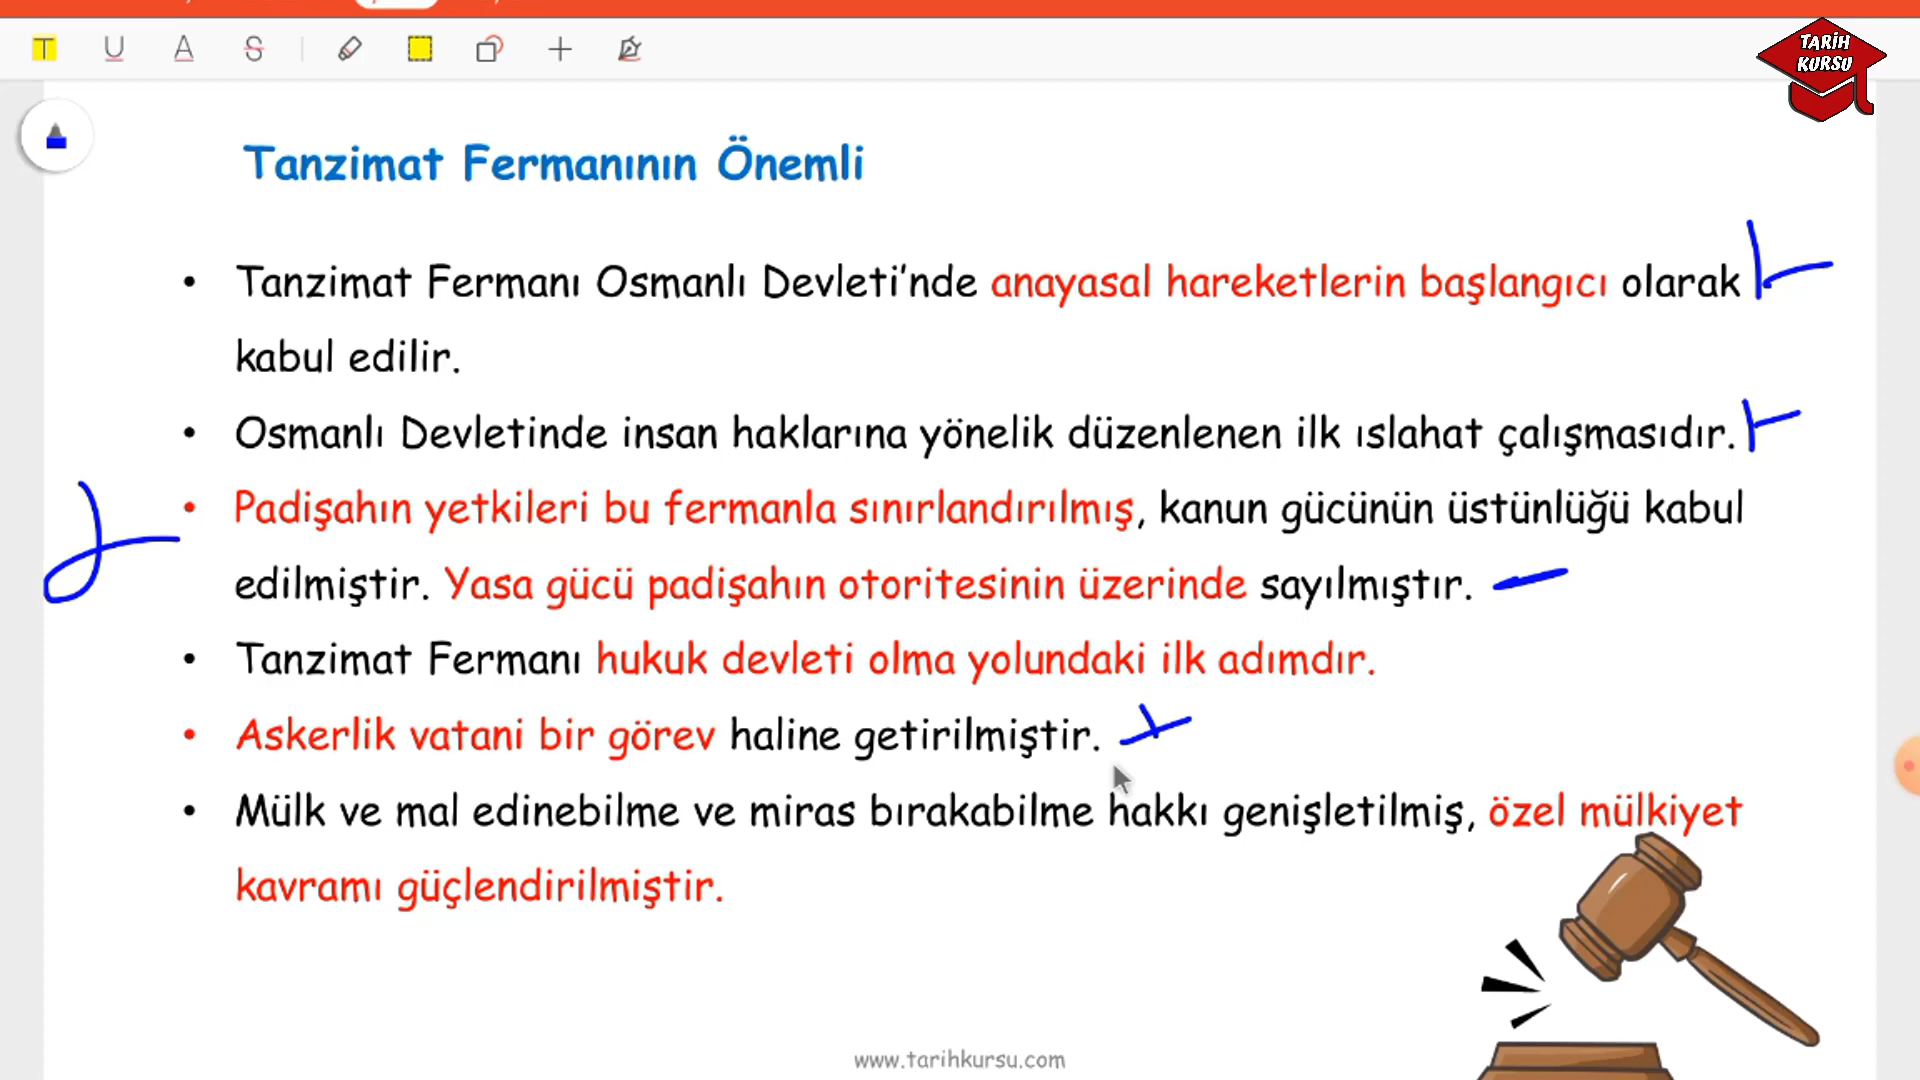 TARİH
KURSU
Tanzimat Fermanının Önemli
• Tanzimat Fermanı Osmanlı Devleti’nde anayasal hareketlerin başlangıcı olarak
kabul edilir.
• Osmanlı Devletinde insan haklarına yönelik düzenlenen ilk ıslahat çalışmasıdır.
• Padişahın yetkileri bu fermanla sınırlandırılmış, kanun gücünün üstünlüğü kabul
edilmiştir. Yasa gücü padişahın otoritesinin üzerinde sayılmıştır.
• Tanzimat Fermanı hukuk devleti olma yolundaki ilk adımdır.
• Askerlik vatani bir görev haline getirilmiştir.
• Mülk ve mal edinebilme ve miras bırakabilme hakkı genişletilmiş, özel mülkiyet
kavramı güçlendirilmiştir.
www.tarihkursu.com